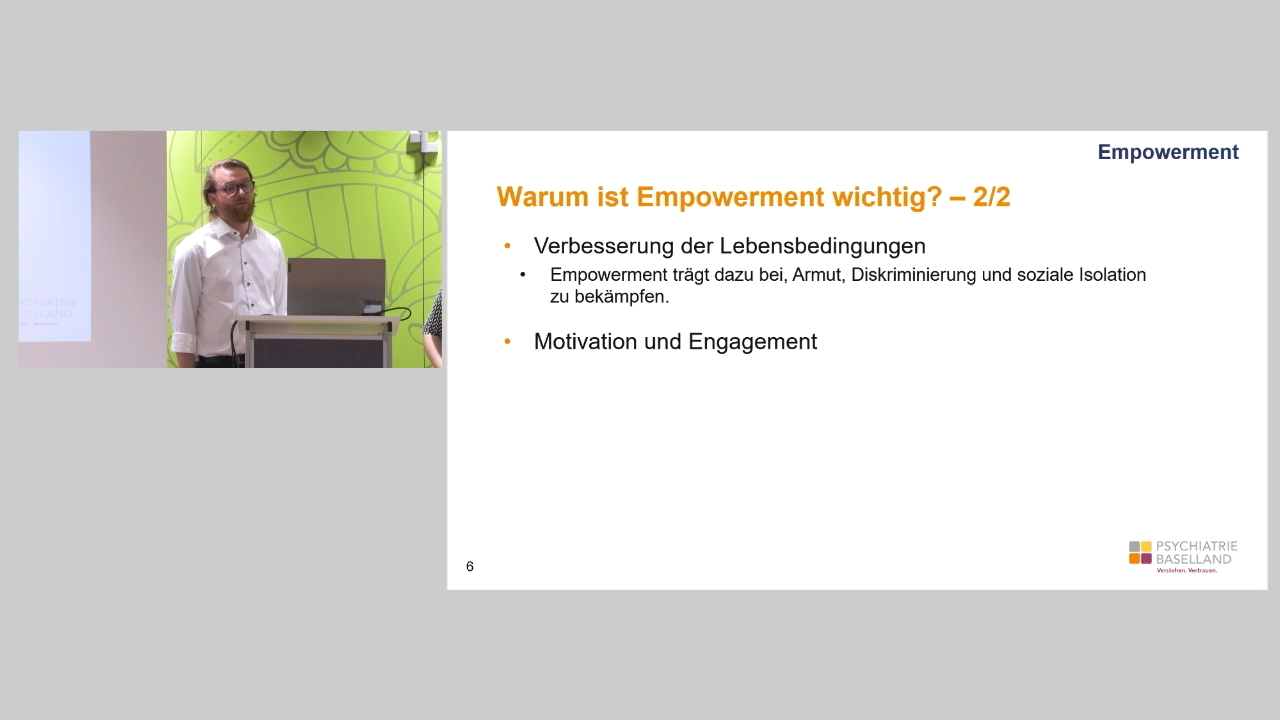 Empowerment
Warum ist Empowerment wichtig? – 2/2
• Verbesserung der Lebensbedingungen
• Empowerment trägt dazu bei, Armut, Diskriminierung und soziale Isolation
zu bekämpfen.
• Motivation und Engagement
6
PSYCHIATRIE
BASELLAND
Verstehen. Vertrauen.